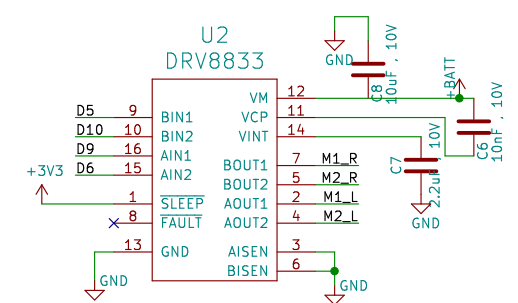 U2
DRV8833
GND
C8
10uF , 10V
+BATT
C6
10nF , 10V
C7
2.2uF, 10V
GND
D5 9 BIN1
D10 10 BIN2
D9 16 AIN1
D6 15 AIN2
+3V3
1 SLEEP
8 FAULT
13 GND
GND
VM 12
VCP 11
VINT 14
BOUT1 7 M1_R
BOUT2 5 M2_R
AOUT1 2 M1_L
AOUT2 4 M2_L
AISEN 3
BISEN 6
GND